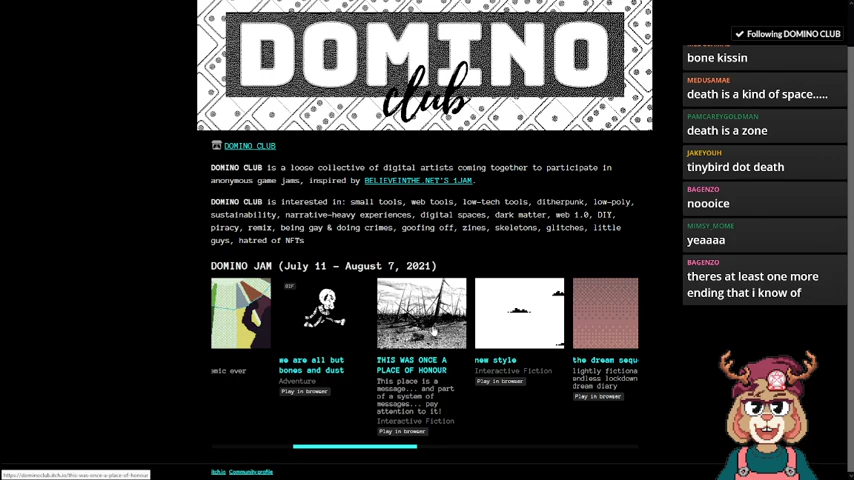 DOMINO
club
Following DOMINO CLUB
DOMINO CLUB
DOMINO CLUB is a loose collective of digital artists coming together to participate in
anonymous game jams, inspired by BELIEVEINTHE.NET'S 1JAM.
DOMINO CLUB is interested in: small tools, web tools, low-tech tools, ditherpunk, low-poly,
sustainability, narrative-heavy experiences, digital spaces, dark matter, web 1.0, DIY,
piracy, remix, being gay & doing crimes, goofing off, zines, skeletons, glitches, little
guys, hatred of NFTs
DOMINO JAM (July 11 - August 7, 2021)
GIF
emic ever
we are all but
bones and dust
Adventure
Play in browser
THIS WAS ONCE A
PLACE OF HONOUR
This place is a
message... and part
of a system of
messages... pay
attention to it!
Interactive Fiction
Play in browser
new style
Interactive Fiction
Play in browser
the dream sequ
lightly fictiona
endless lockdown
dream diary
Play in browser
itch.io Community profile
https://dominoclub.itch.io/this-was-once-a-place-of-honour
bone kissin
MEDUSAMAE
death is a kind of space.....
PAMCAREYGOLDMAN
death is a zone
JAKEYOUH
tinybird dot death
BAGENZO
noooice
MIMSY_MOME
yeaaaa
BAGENZO
theres at least one more
ending that i know of